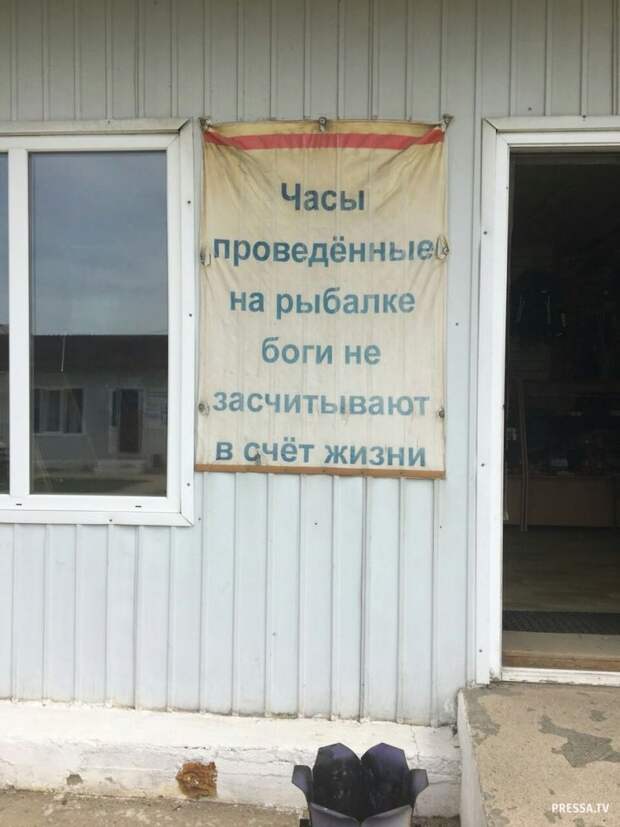 Часы
проведённые
на рыбалке
боги не
засчитывают
в счёт жизни
PRESSA.TV